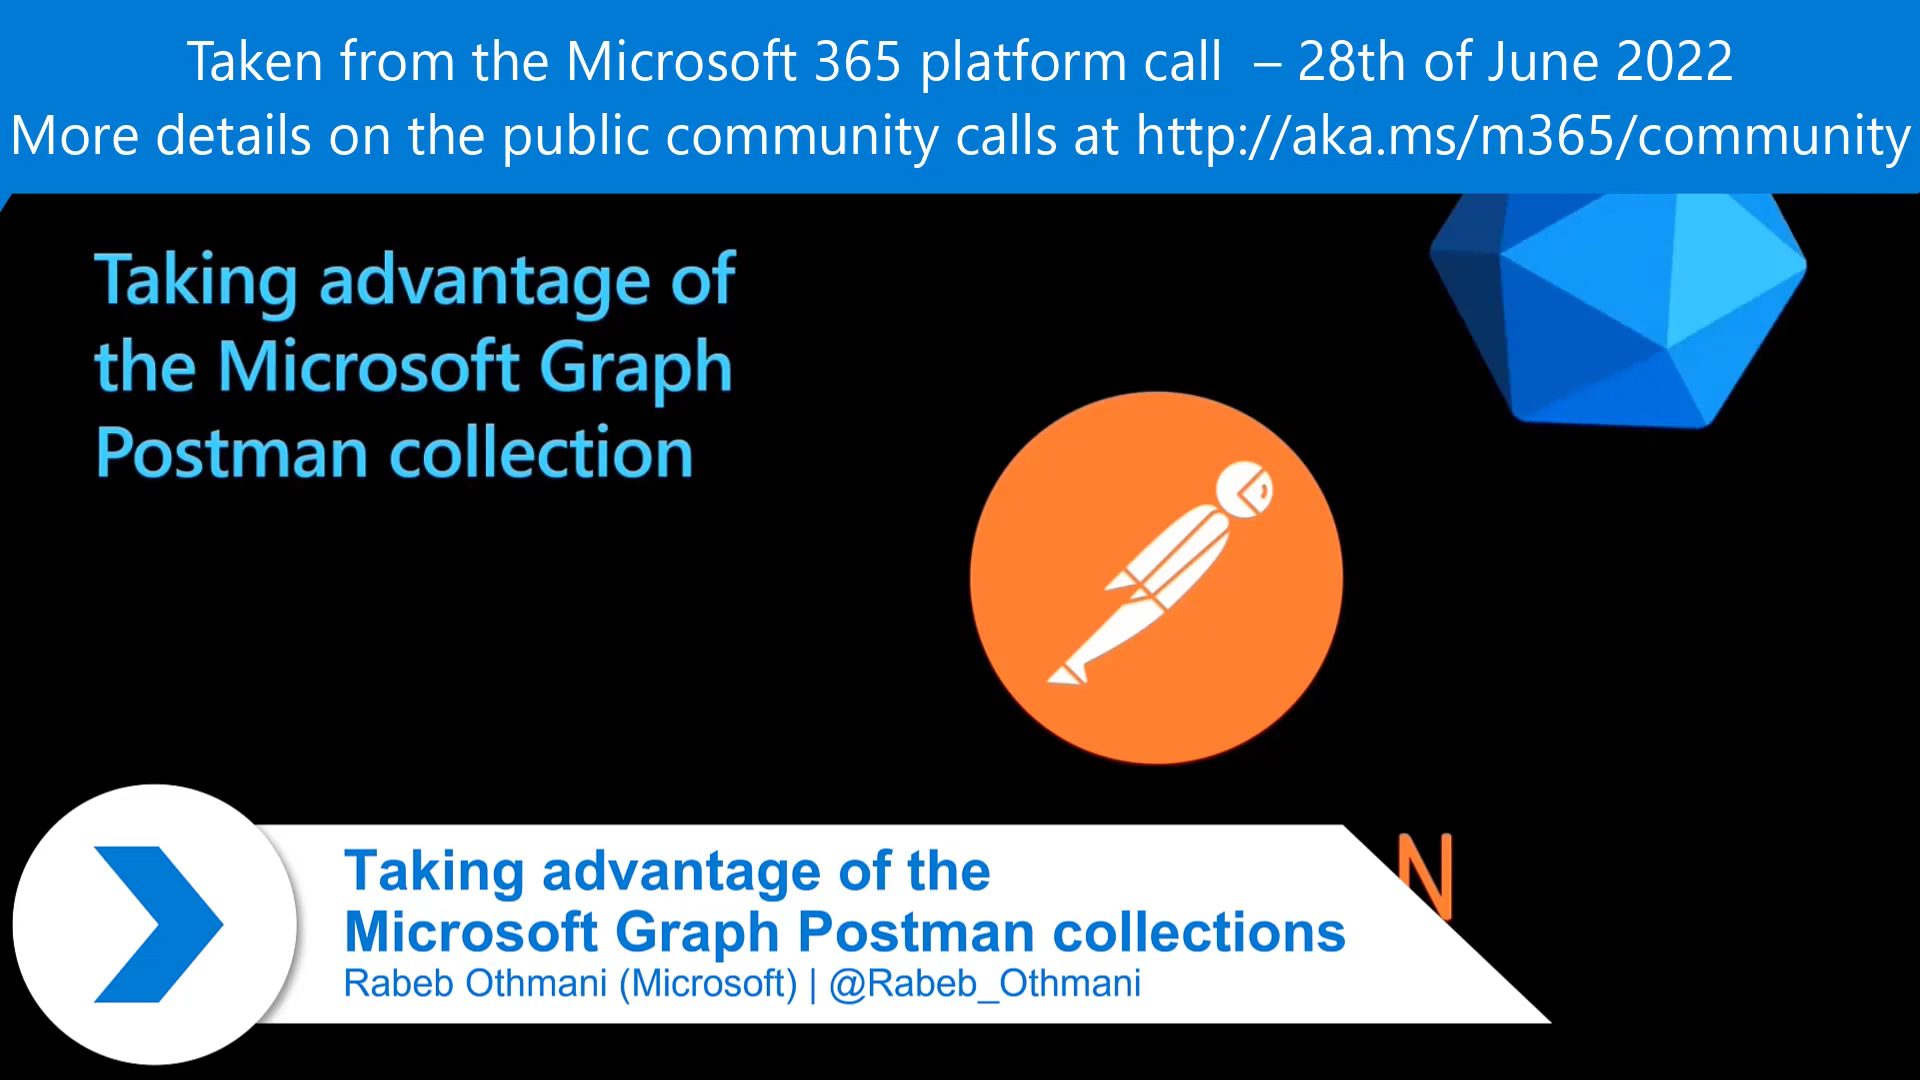 Taken from the Microsoft 365 platform call – 28th of June 2022
More details on the public community calls at http://aka.ms/m365/community
Taking advantage of
the Microsoft Graph
Postman collection
N
Taking advantage of the
Microsoft Graph Postman collections
Rabeb Othmani (Microsoft) | @Rabeb_Othmani